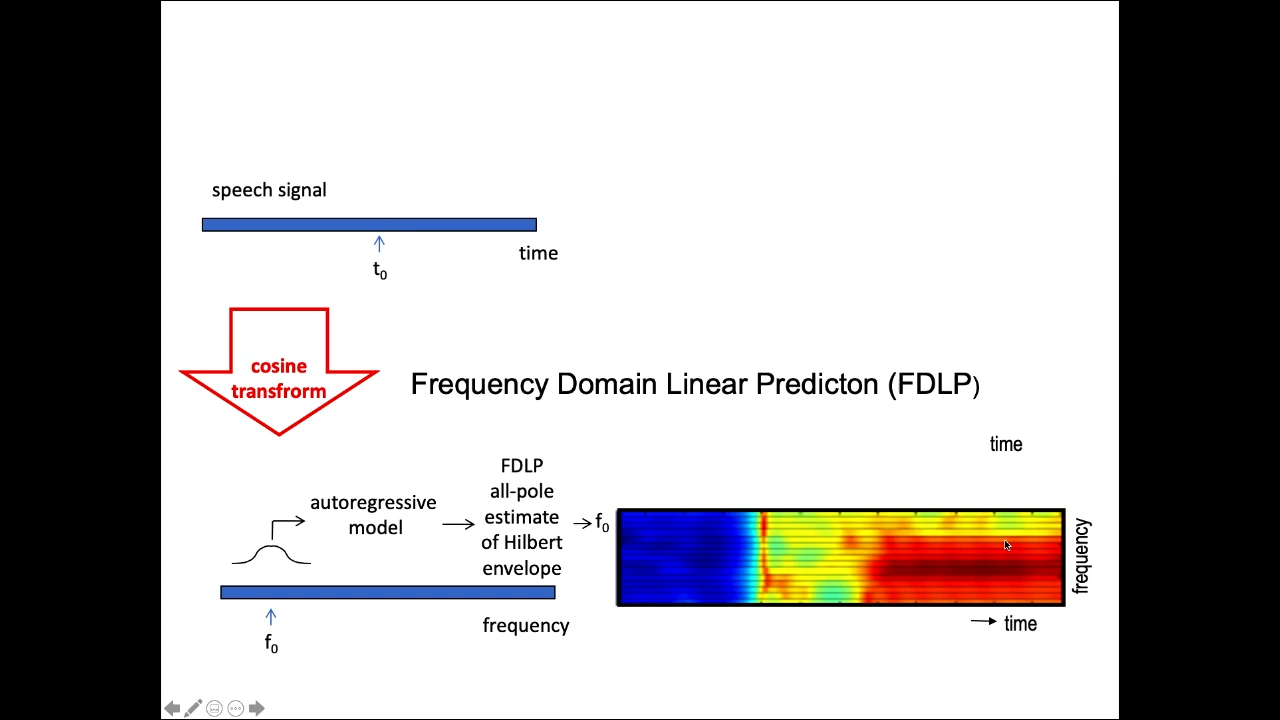 speech signal
time
t₀
cosine
transfrorm
Frequency Domain Linear Predicton (FDLP)
time
FDLP
all-pole
estimate
of Hilbert
envelope
autoregressive
model
f₀
frequency
time
frequency
f₀